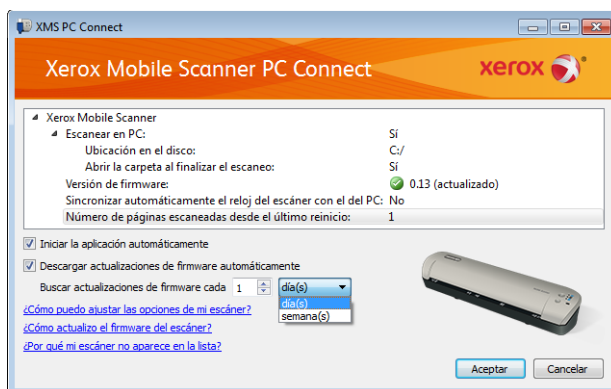 XMS PC Connect
Xerox Mobile Scanner PC Connect
xerox
Xerox Mobile Scanner
Escanear en PC: Sí
Ubicación en el disco: C:/
Abrir la carpeta al finalizar el escaneo: Sí
Versión de firmware: 0.13 (actualizado)
Sincronizar automáticamente el reloj del escáner con el del PC: No
Número de páginas escaneadas desde el último reinicio: 1
Iniciar la aplicación automáticamente
Descargar actualizaciones de firmware automáticamente
Buscar actualizaciones de firmware cada 1 día(s)
día(s)
semana(s)
¿Cómo puedo ajustar las opciones de mi escáner?
¿Cómo actualizo el firmware del escáner?
¿Por qué mi escáner no aparece en la lista?
Aceptar Cancelar